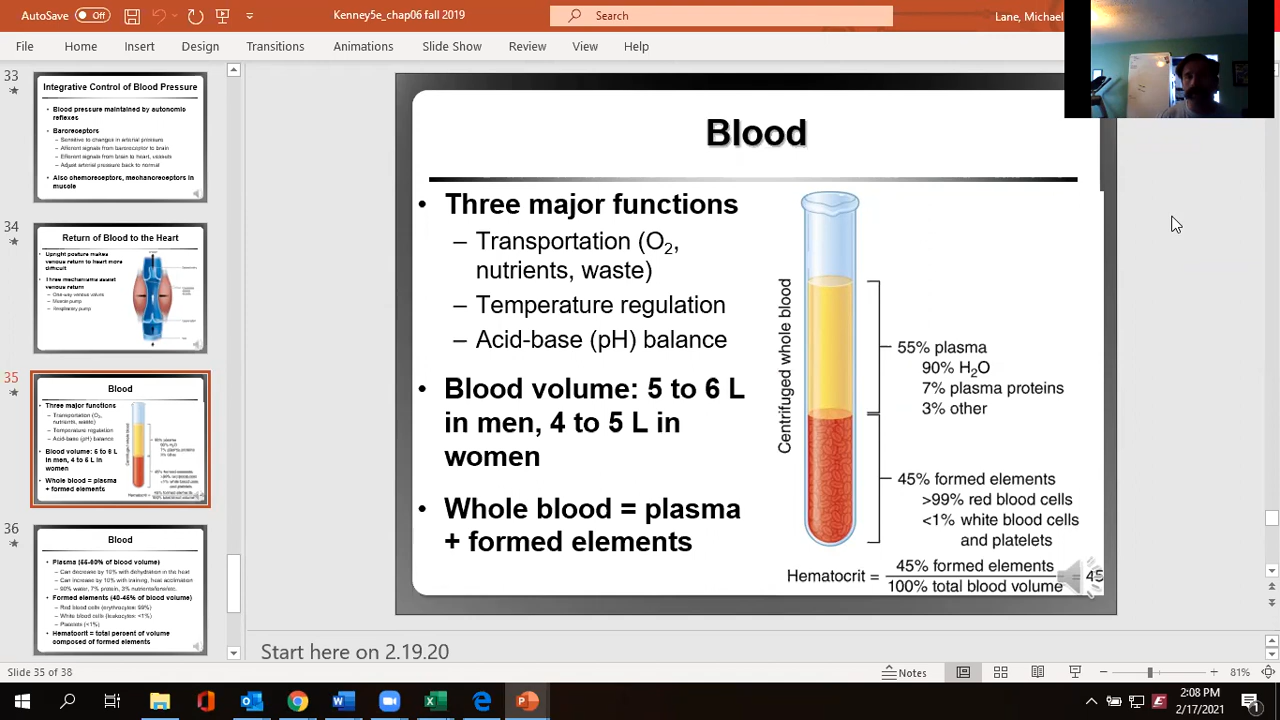 AutoSave Off
Kenney5e_chap06 fall 2019
Search
Lane, Michael
File Home Insert Design Transitions Animations Slide Show Review View Help
33
Integrative Control of Blood Pressure
• Blood pressure maintained by autonomic
reflexes
• Baroreceptors
– Sensitive to changes in arterial pressure
– Afferent signals from baroreceptor to brain
– Efferent signals from brain to heart, vessels
– Adjust arterial pressure back to normal
• Also chemoreceptors, mechanoreceptors in
muscle
34
Return of Blood to the Heart
• Upright posture makes
venous return to heart more
difficult
• Three mechanisms assist
venous return
– One-way venous valves
– Muscle pump
– Respiratory pump
35
Blood
• Three major functions
– Transportation (O2,
nutrients, waste)
– Temperature regulation
– Acid-base (pH) balance
• Blood volume: 5 to 6 L
in men, 4 to 5 L in
women
• Whole blood = plasma
+ formed elements
36
Blood
• Plasma (55-60% of blood volume)
– Can decrease by 10% with dehydration in the heat
– Can increase by 10% with training, heat acclimation
– 90% water, 7% protein, 3% nutrients/ions/etc.
• Formed elements (40-45% of blood volume)
– Red blood cells (erythrocytes: 99%)
– White blood cells (leukocytes: <1%)
– Platelets (<1%)
• Hematocrit = total percent of volume
composed of formed elements
Blood
• Three major functions
– Transportation (O2,
nutrients, waste)
– Temperature regulation
– Acid-base (pH) balance
• Blood volume: 5 to 6 L
in men, 4 to 5 L in
women
• Whole blood = plasma
+ formed elements
Centrifuged whole blood
55% plasma
90% H2O
7% plasma proteins
3% other
45% formed elements
>99% red blood cells
<1% white blood cells
and platelets
Hematocrit = 45% formed elements
100% total blood volume = 45
Start here on 2.19.20
Slide 35 of 38
Notes
81%
2:08 PM
2/17/2021